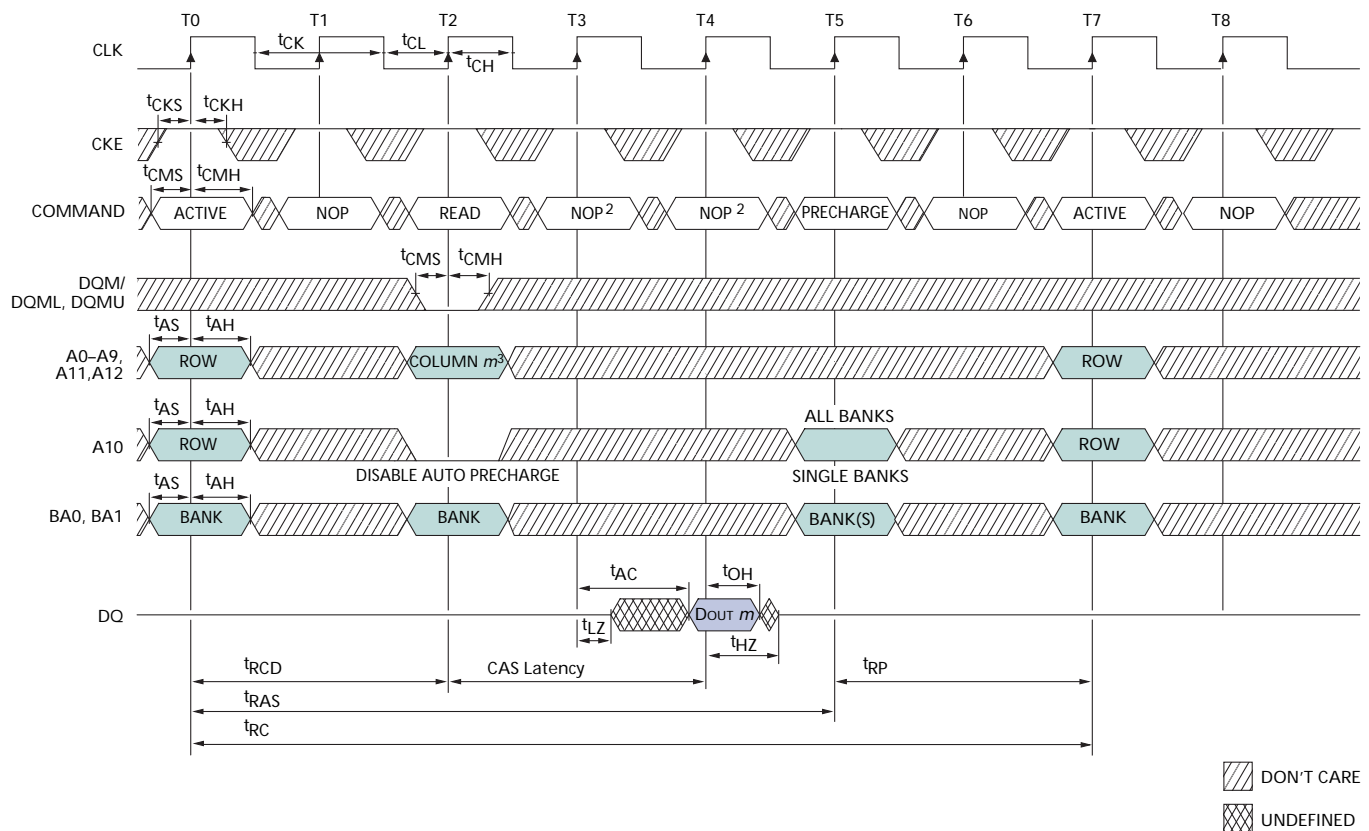 T0 T1 T2 T3 T4 T5 T6 T7 T8
CLK
tCK tCL
tCH
tCKS tCKH
CKE
tCMS tCMH
COMMAND ACTIVE NOP READ NOP2 NOP2 PRECHARGE NOP ACTIVE NOP
tCMS tCMH
DQM/
DQML, DQMU
tAS tAH
A0–A9,
A11,A12
ROW COLUMN m3 ROW
tAS tAH
ALL BANKS
A10 ROW ROW
DISABLE AUTO PRECHARGE SINGLE BANKS
tAS tAH
BA0, BA1 BANK BANK BANK(S) BANK
tAC tOH
DQ DOUT m
tLZ tHZ
tRCD CAS Latency tRP
tRAS
tRC
DON'T CARE
UNDEFINED